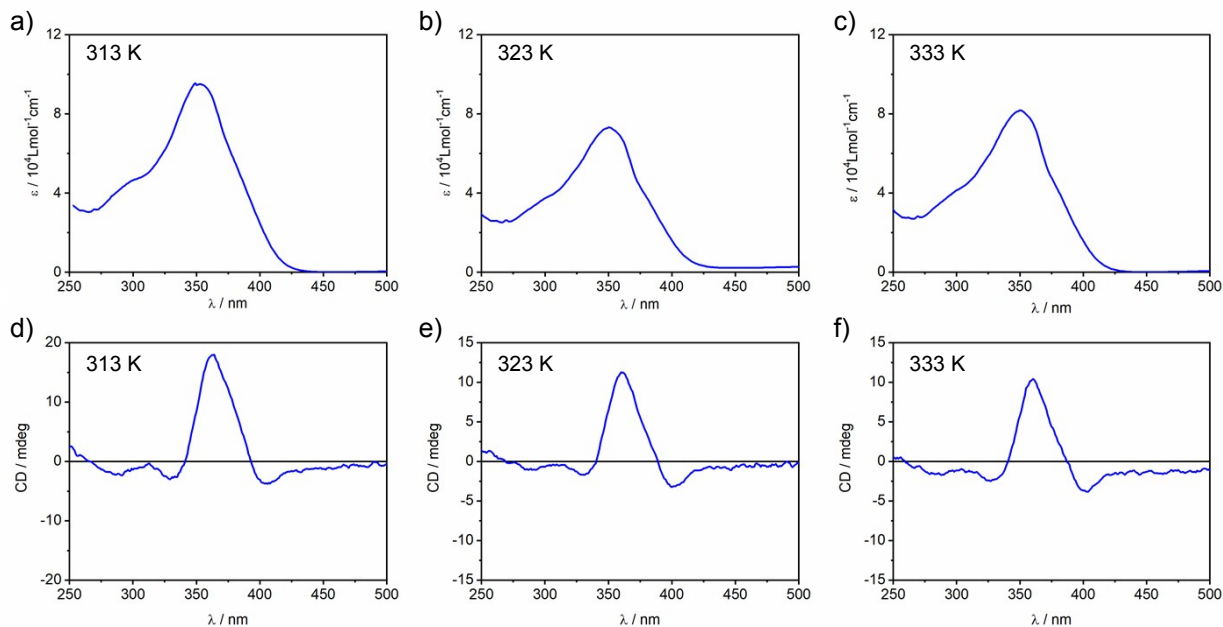 a)
313 K
12
8
4
0
ε / 10⁴Lmol⁻¹cm⁻¹
250 300 350 400 450 500
λ / nm
b)
323 K
12
8
4
0
ε / 10⁴Lmol⁻¹cm⁻¹
250 300 350 400 450 500
λ / nm
c)
333 K
12
8
4
0
ε / 10⁴Lmol⁻¹cm⁻¹
250 300 350 400 450 500
λ / nm
d)
313 K
20
10
0
-10
-20
CD / mdeg
250 300 350 400 450 500
λ / nm
e)
323 K
15
10
5
0
-5
-10
-15
CD / mdeg
250 300 350 400 450 500
λ / nm
f)
333 K
15
10
5
0
-5
-10
-15
CD / mdeg
250 300 350 400 450 500
λ / nm